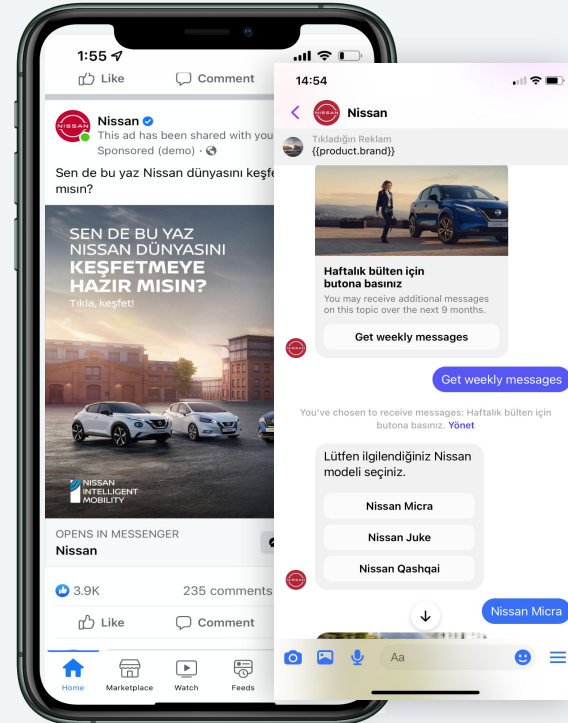 1:55
Like
Comment
NISSAN
Nissan
This ad has been shared with you
Sponsored (demo) ·
Sen de bu yaz Nissan dünyasını keşfe
mısın?
SEN DE BU YAZ
NISSAN DÜNYASINI
KEŞFETMEYE
HAZIR MISIN?
Tıkla, keşfet!
NISSAN
INTELLIGENT
MOBILITY
OPENS IN MESSENGER
Nissan
3.9K
235 comments
Like
Comment
Home
Marketplace
Watch
Feeds
14:54
NISSAN
Nissan
Tıkladığın Reklam
{{product.brand}}
Haftalık bülten için
butona basınız
You may receive additional messages
on this topic over the next 9 months.
Get weekly messages
Get weekly messages
You've chosen to receive messages: Haftalık bülten için
butona basınız. Yönet
Lütfen ilgilendiğiniz Nissan
modeli seçiniz.
Nissan Micra
Nissan Juke
Nissan Qashqai
Nissan Micra
Aa